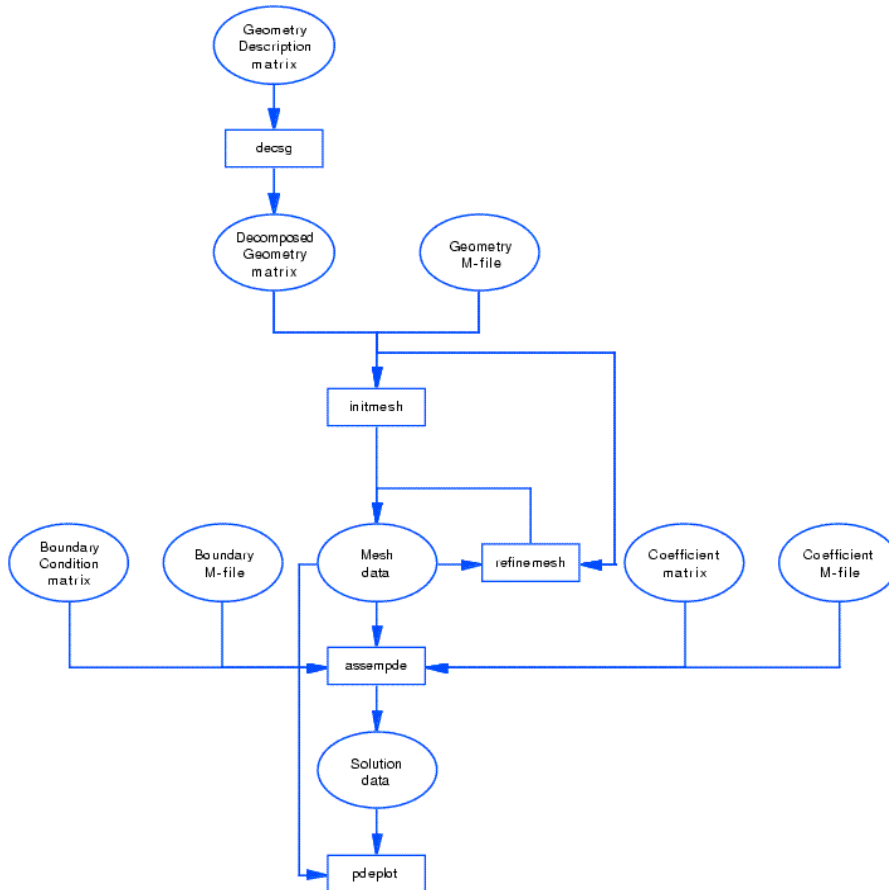 Geometry
Description
matrix
decsg
Decomposed
Geometry
matrix
Geometry
M-file
initmesh
Boundary
Condition
matrix
Boundary
M-file
Mesh
data
refinemesh
Coefficient
matrix
Coefficient
M-file
assempde
Solution
data
pdeplot